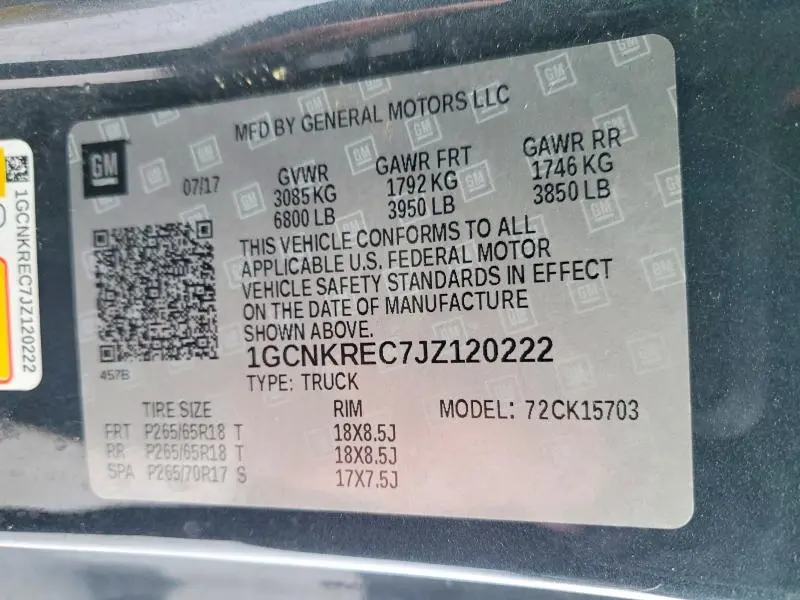 MFD BY GENERAL MOTORS LLC
GM
07/17
GVWR
3085 KG
6800 LB
GAWR FRT
1792 KG
3950 LB
GAWR RR
1746 KG
3850 LB
THIS VEHICLE CONFORMS TO ALL
APPLICABLE U.S. FEDERAL MOTOR
VEHICLE SAFETY STANDARDS IN EFFECT
ON THE DATE OF MANUFACTURE
SHOWN ABOVE.
1GCNKREC7JZ120222
457B
TYPE: TRUCK
TIRE SIZE RIM MODEL: 72CK15703
FRT P265/65R18 T 18X8.5J
RR P265/65R18 T 18X8.5J
SPA P265/70R17 S 17X7.5J
1GCNKREC7JZ120222